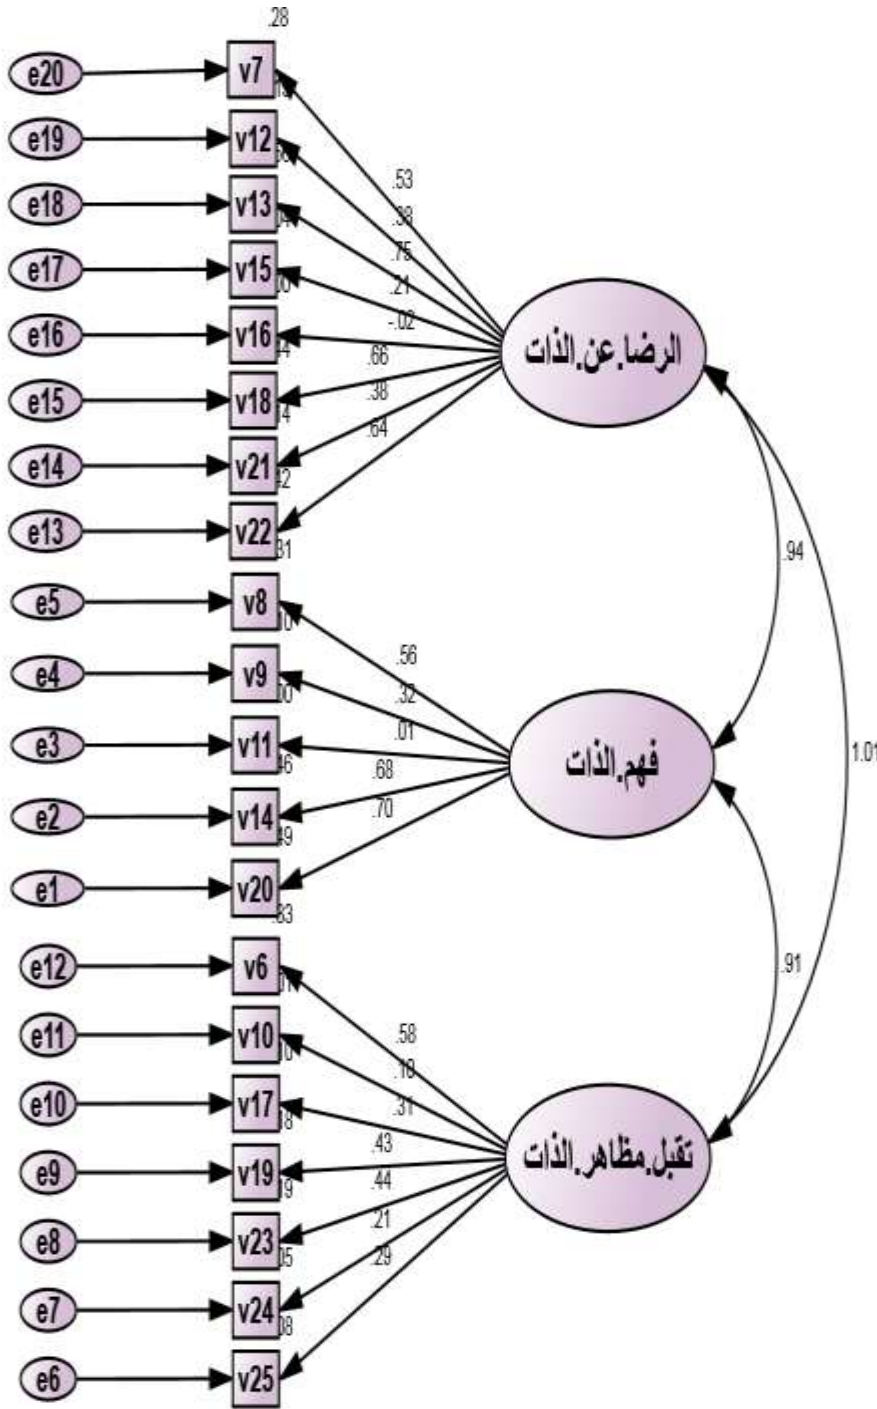 .28
e20
v7
e19
v12
.53
e18
v13
.38
.75
e17
v15
.21
-.02
e16
v16
.66
الرضا.عن.الذات
e15
v18
.38
e14
v21
.64
e13
v22
.94
e5
v8
.56
e4
v9
.32
.01
1.01
e3
v11
.68
فهم.الذات
e2
v14
.70
e1
v20
e12
v6
.91
e11
v10
.58
e10
v17
.31
.43
e9
v19
.44
تقبل.مظاهر.الذات
.21
e8
v23
.29
e7
v24
e6
v25